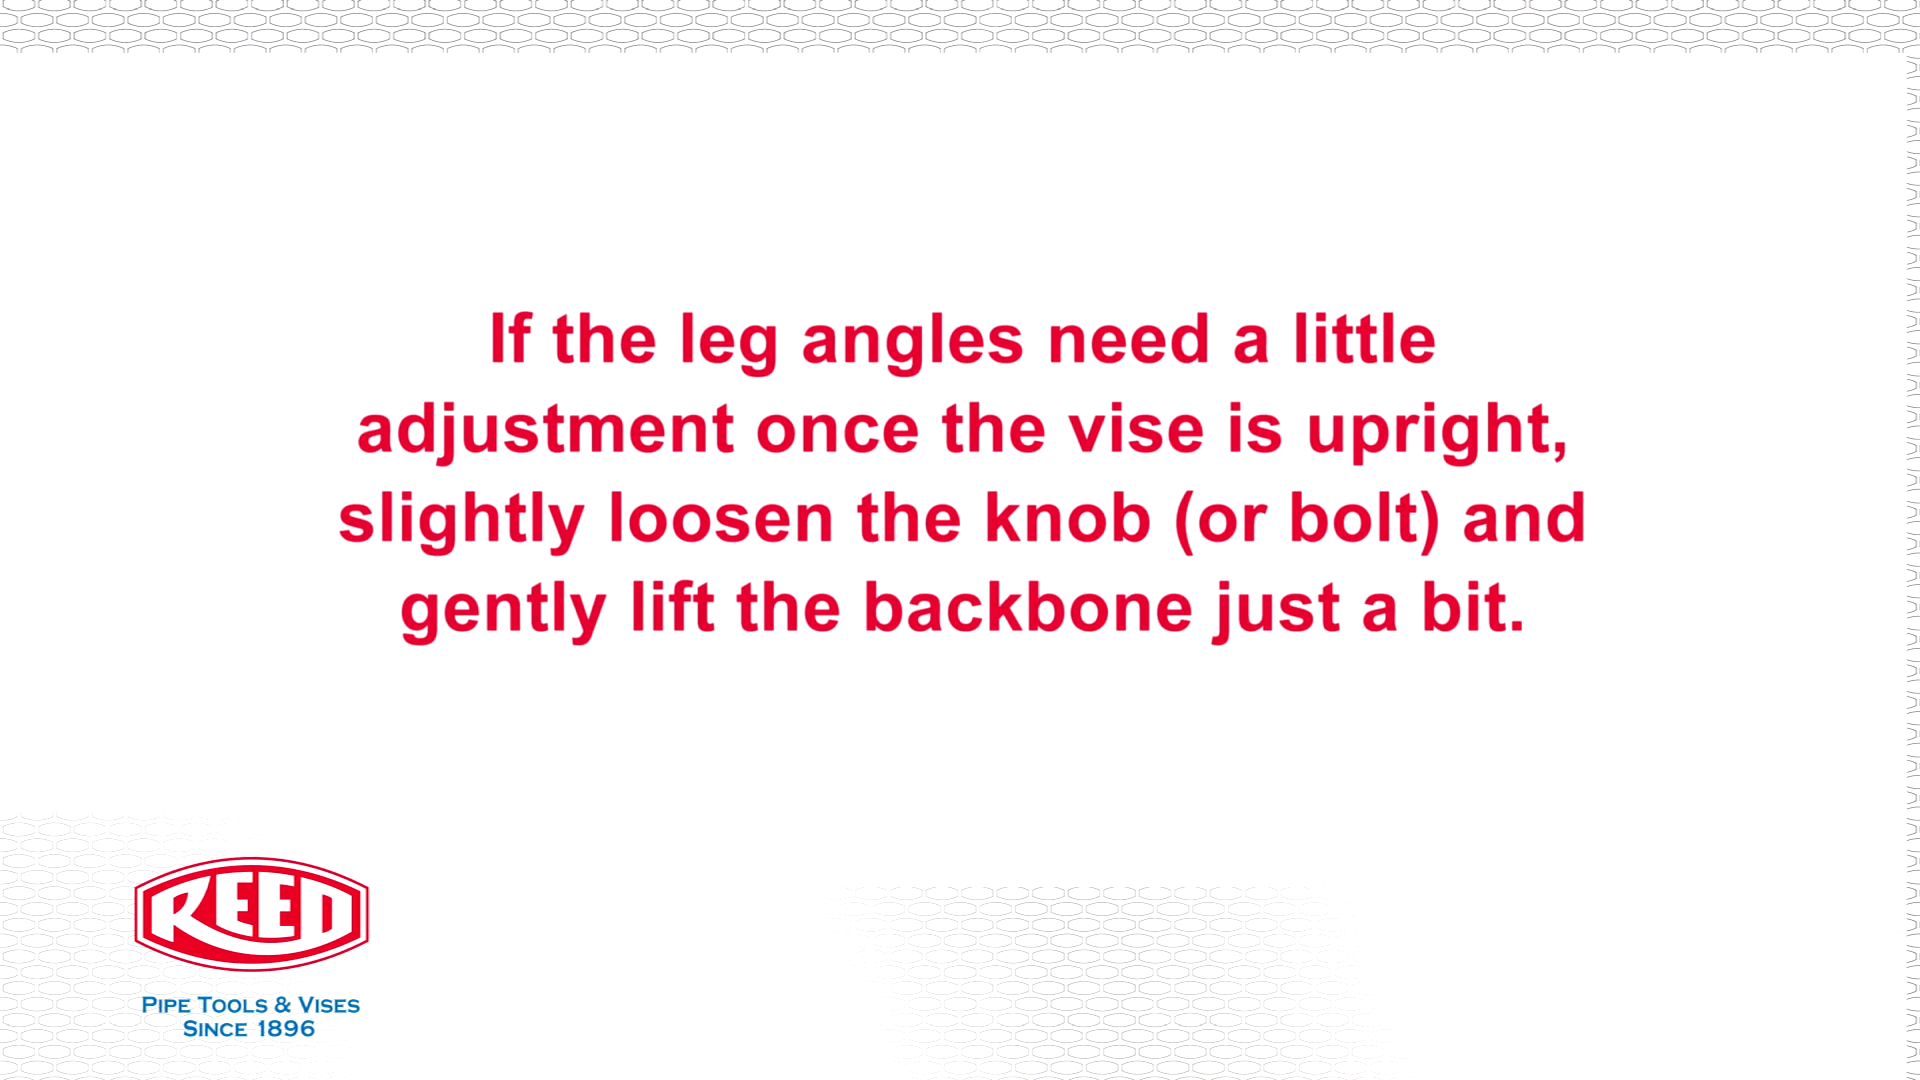 If the leg angles need a little
adjustment once the vise is upright,
slightly loosen the knob (or bolt) and
gently lift the backbone just a bit.
REED
PIPE TOOLS & VISES
SINCE 1896